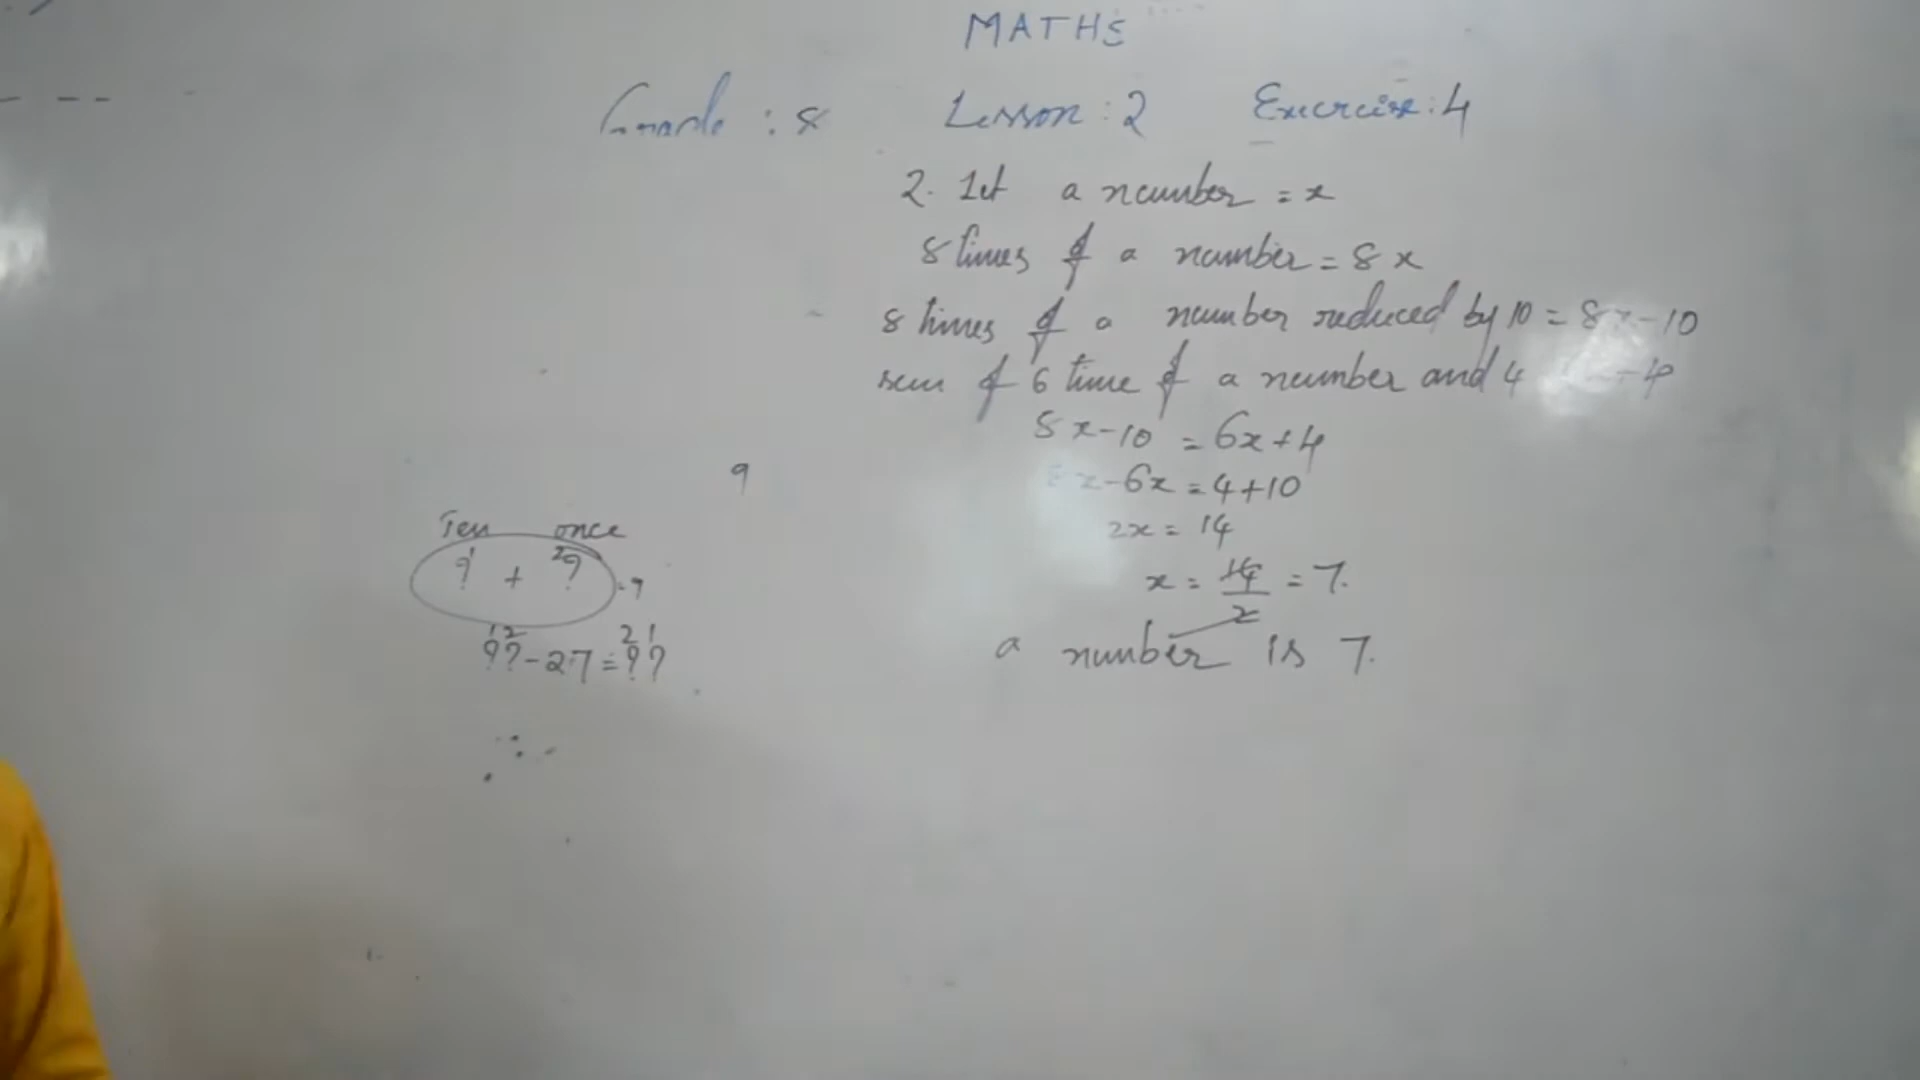 MATHS
Grade : 8 Lesson : 2 Exercise : 4
2. Let a number = x
8 times of a number = 8x
8 times of a number reduced by 10 = 8x-10
sum of 6 time of a number and 4
8x-10 = 6x+4
8x-6x = 4+10
2x = 14
x = 14/2 = 7.
a number is 7.
9
Ten once
? + ? = 9
?? - 27 = ??